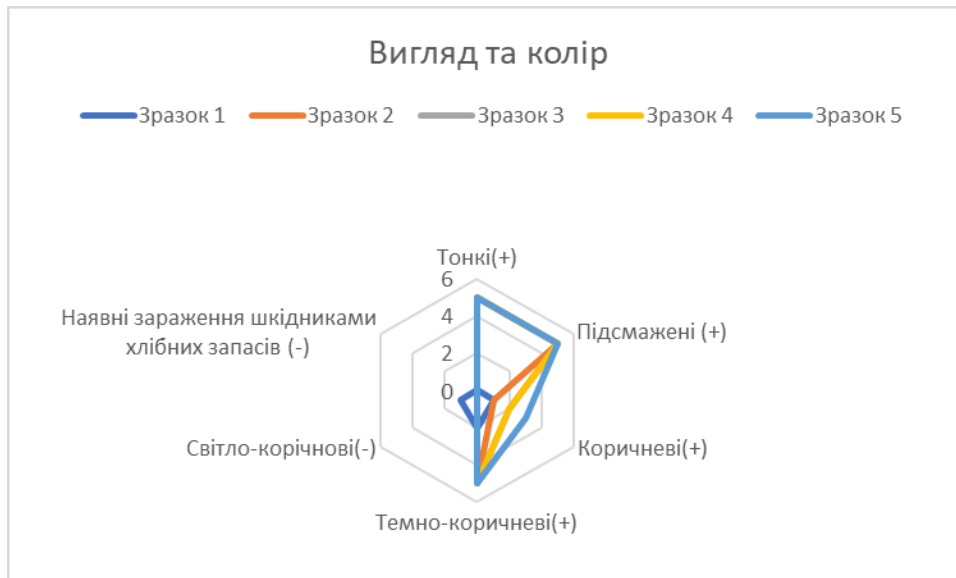 Вигляд та колір
Зразок 1 Зразок 2 Зразок 3 Зразок 4 Зразок 5
Тонкі(+)
6
4
2
0
Підсмажені (+)
Коричневі(+)
Темно-коричневі(+)
Світло-корічнові(-)
Наявні зараження шкідниками
хлібних запасів (-)